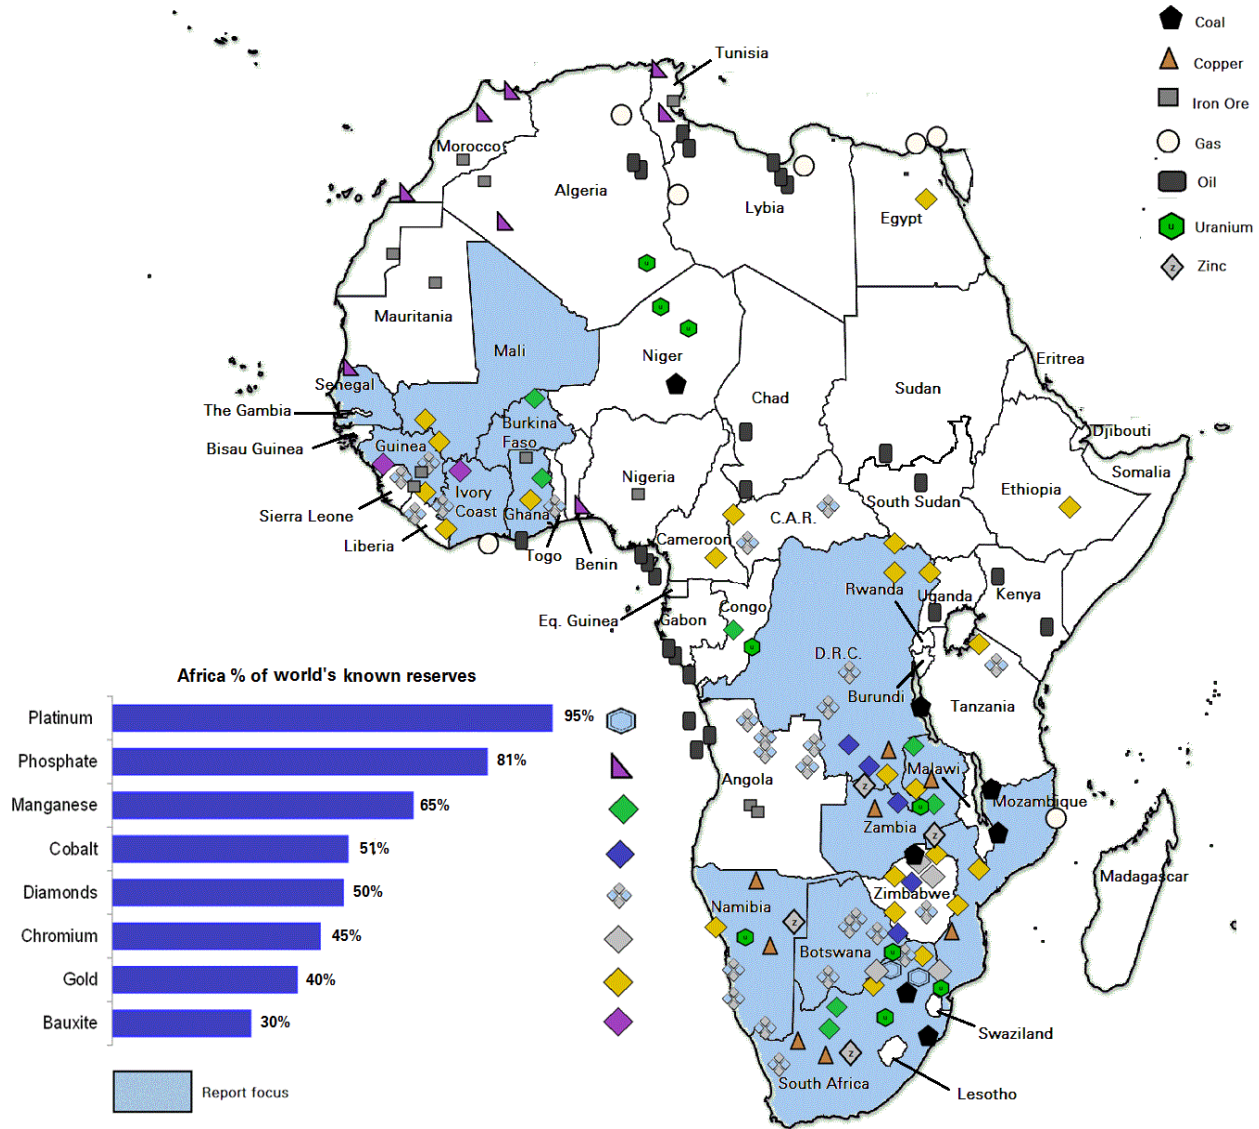 Coal
Copper
Iron Ore
Gas
Oil
u Uranium
z Zinc
Tunisia
Morocco
Algeria
Lybia
Egypt
u
u
u
Mauritania
Mali
Niger
Chad
Sudan
Eritrea
Senegal
The Gambia
Bisau Guinea
Guinea
Burkina
Faso
Nigeria
Djibouti
Somalia
Ethiopia
South Sudan
Sierra Leone
Ivory
Coast
Ghana
C.A.R.
Liberia
Togo
Benin
Cameroon
Eq. Guinea
Gabon
Congo
u
Rwanda
Uganda
Kenya
D.R.C.
Burundi
Tanzania
Angola
Malawi
Mozambique
z
u
Zambia
z
Madagascar
Zimbabwe
Namibia
z
u
Botswana
u
u
u
z
Swaziland
South Africa
Lesotho
Africa % of world's known reserves
Platinum 95%
Phosphate 81%
Manganese 65%
Cobalt 51%
Diamonds 50%
Chromium 45%
Gold 40%
Bauxite 30%
Report focus